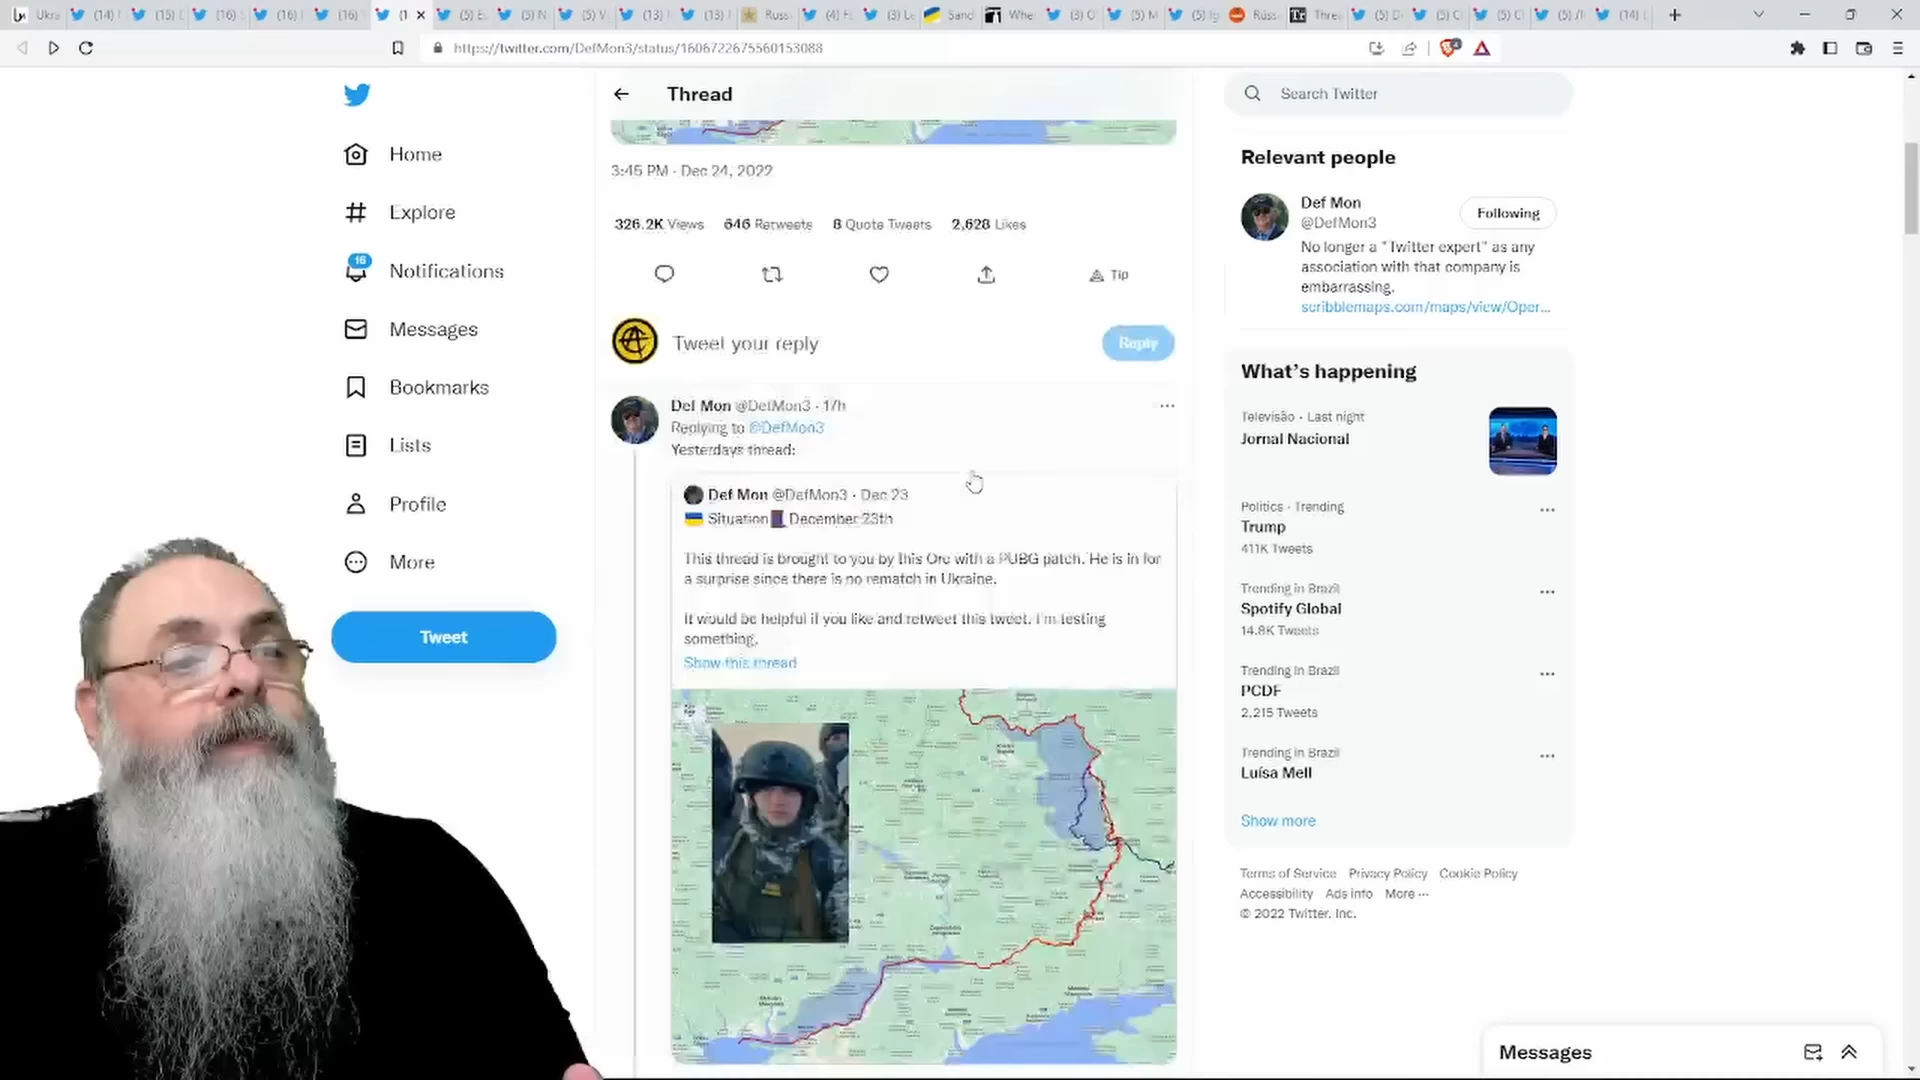 https://twitter.com/DefMon3/status/1606722675560153088
Home
Explore
16
Notifications
Messages
Bookmarks
Lists
Profile
More
Tweet
Thread
3:45 PM · Dec 24, 2022
326.2K Views 646 Retweets 8 Quote Tweets 2,628 Likes
Tip
Tweet your reply
Reply
Def Mon @DefMon3 · 17h
Replying to @DefMon3
Yesterdays thread:
Def Mon @DefMon3 · Dec 23
Situation December 23th
This thread is brought to you by this Orc with a PUBG patch. He is in for
a surprise since there is no rematch in Ukraine.
It would be helpful if you like and retweet this tweet. I'm testing
something.
Show this thread
Search Twitter
Relevant people
Def Mon
@DefMon3
Following
No longer a "Twitter expert" as any
association with that company is
embarrassing.
scribblemaps.com/maps/view/Oper...
What's happening
Televisão · Last night
Jornal Nacional
Politics · Trending
Trump
411K Tweets
Trending in Brazil
Spotify Global
14.8K Tweets
Trending in Brazil
PCDF
2,215 Tweets
Trending in Brazil
Luísa Mell
Show more
Terms of Service Privacy Policy Cookie Policy
Accessibility Ads info More ···
© 2022 Twitter, Inc.
Messages